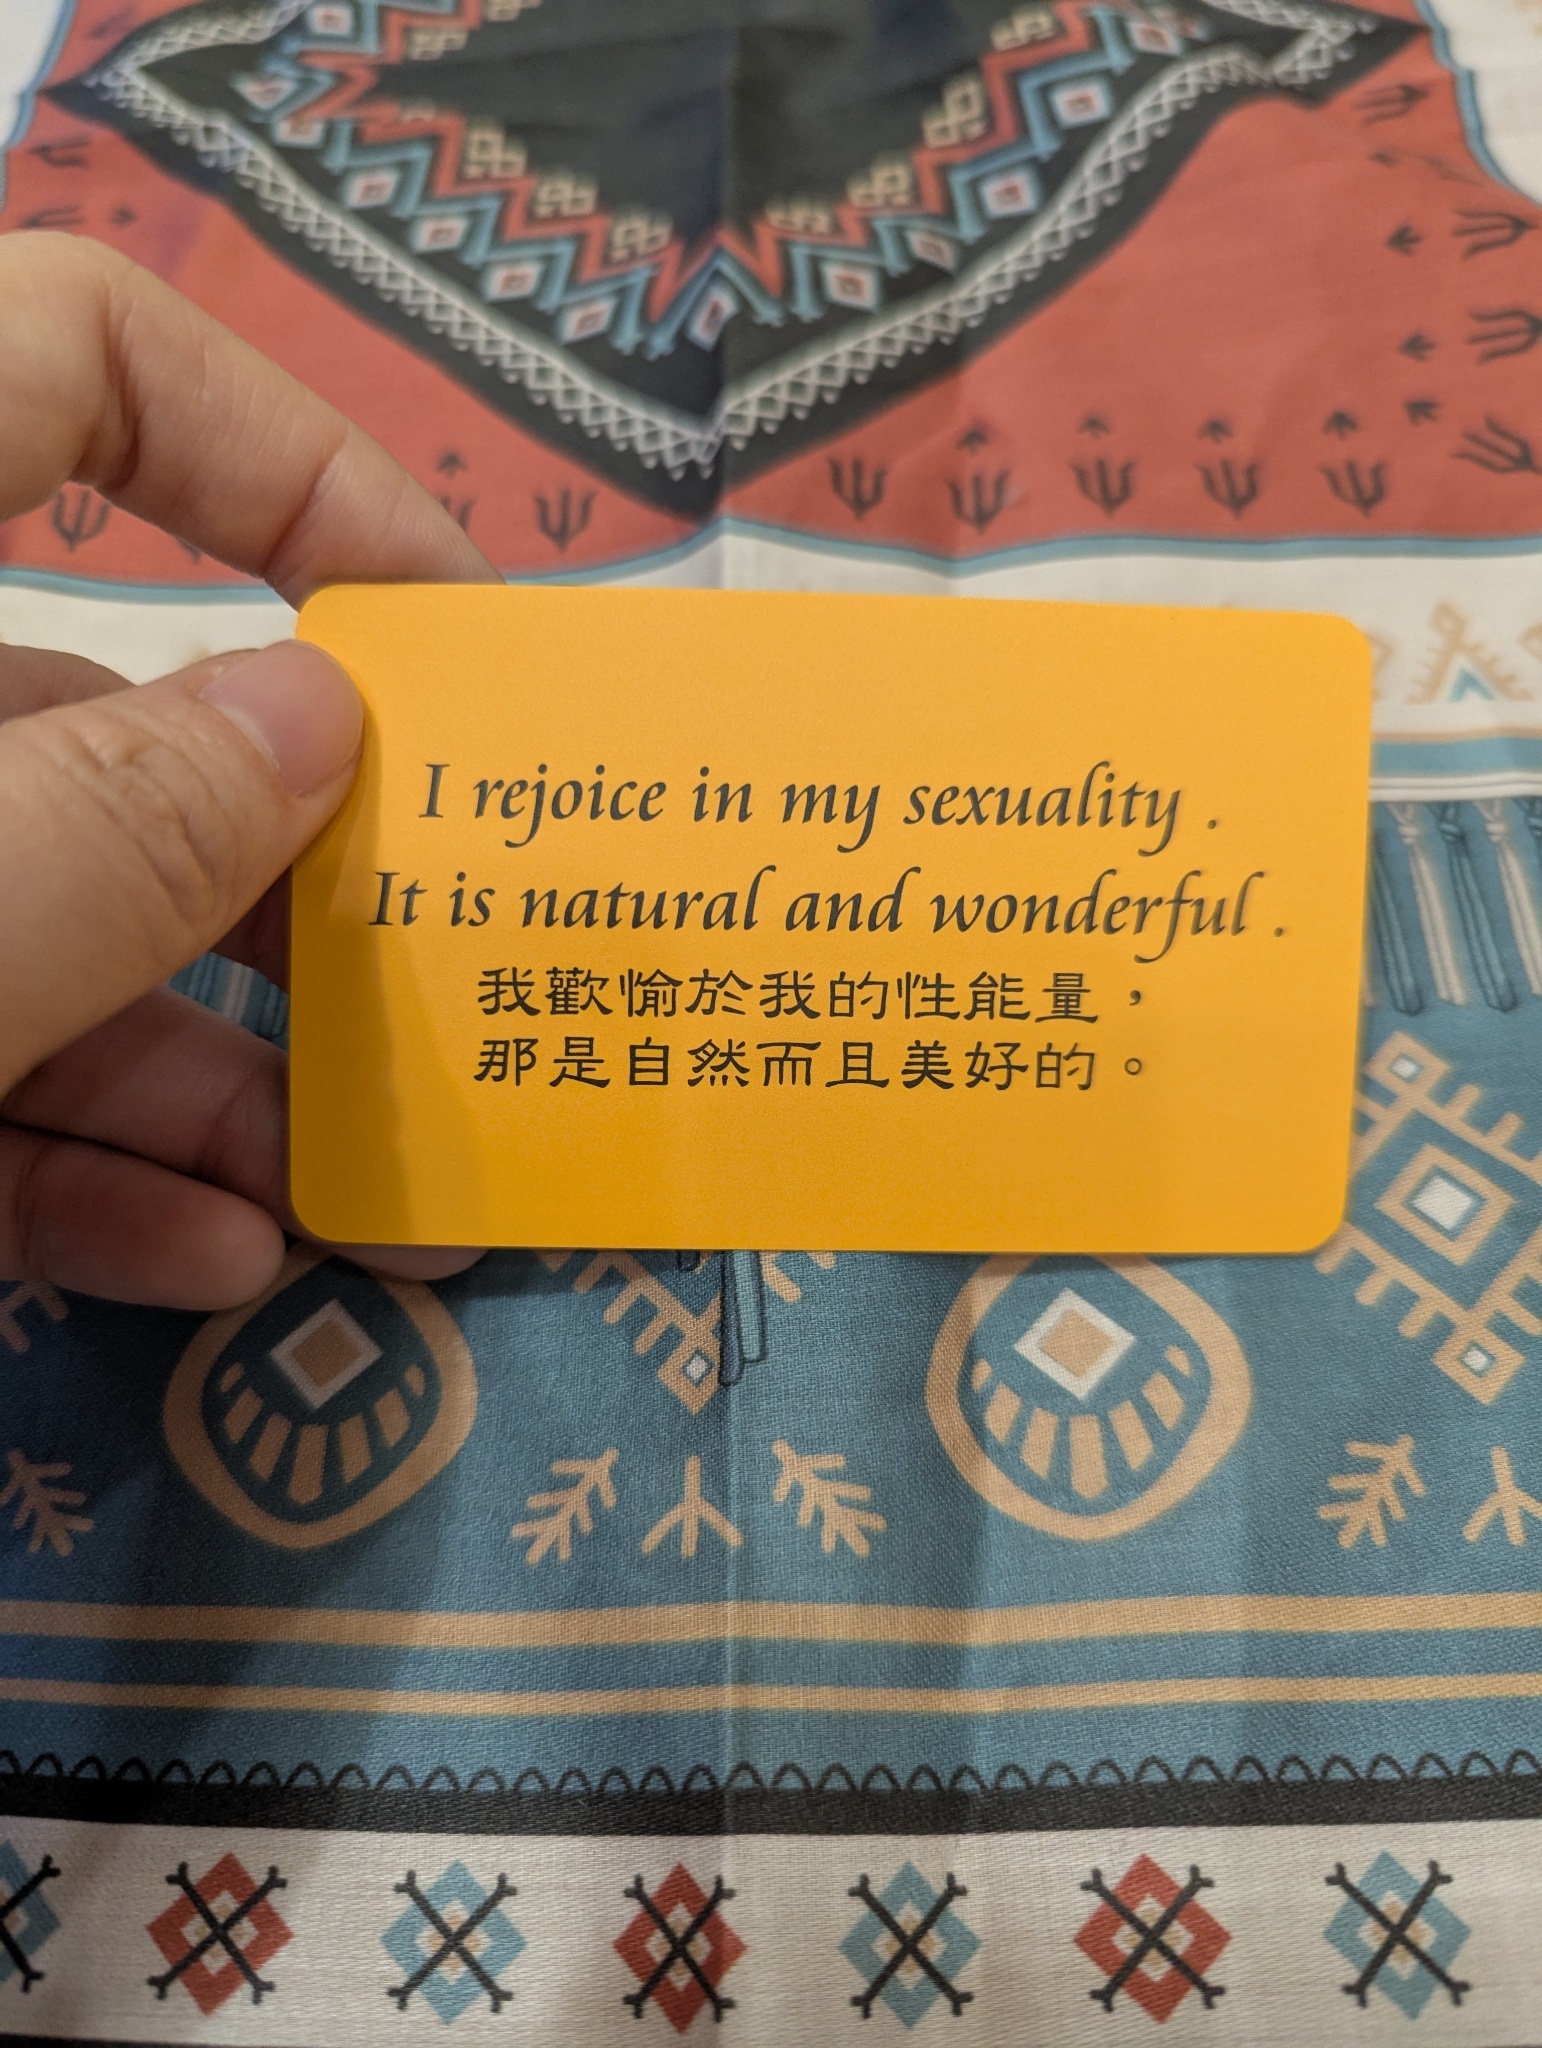 I rejoice in my sexuality .
It is natural and wonderful .
我歡愉於我的性能量，
那是自然而且美好的。